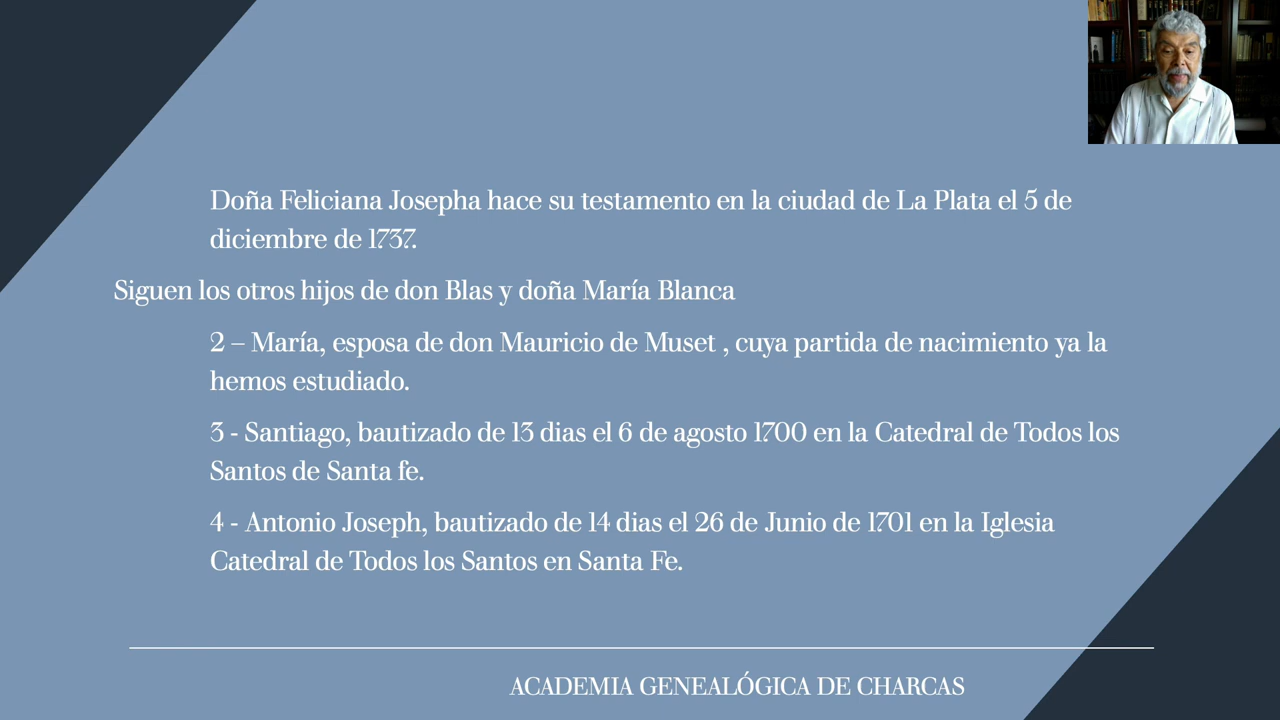 Doña Feliciana Josepha hace su testamento en la ciudad de La Plata el 5 de
diciembre de 1737.
Siguen los otros hijos de don Blas y doña María Blanca
2 – María, esposa de don Mauricio de Muset , cuya partida de nacimiento ya la
hemos estudiado.
3 - Santiago, bautizado de 13 dias el 6 de agosto 1700 en la Catedral de Todos los
Santos de Santa fe.
4 - Antonio Joseph, bautizado de 14 dias el 26 de Junio de 1701 en la Iglesia
Catedral de Todos los Santos en Santa Fe.
ACADEMIA GENEALÓGICA DE CHARCAS